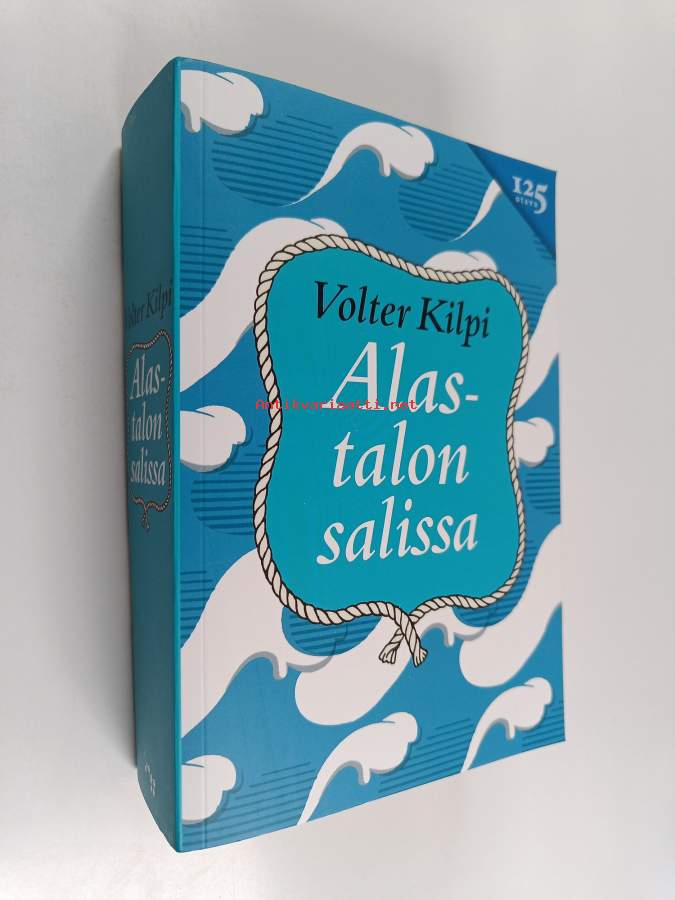 125
OTAVA
Volter Kilpi
Alas-
talon
salissa
Antikvariaatti.net
Volter Kilpi
Alas-
talon
salissa